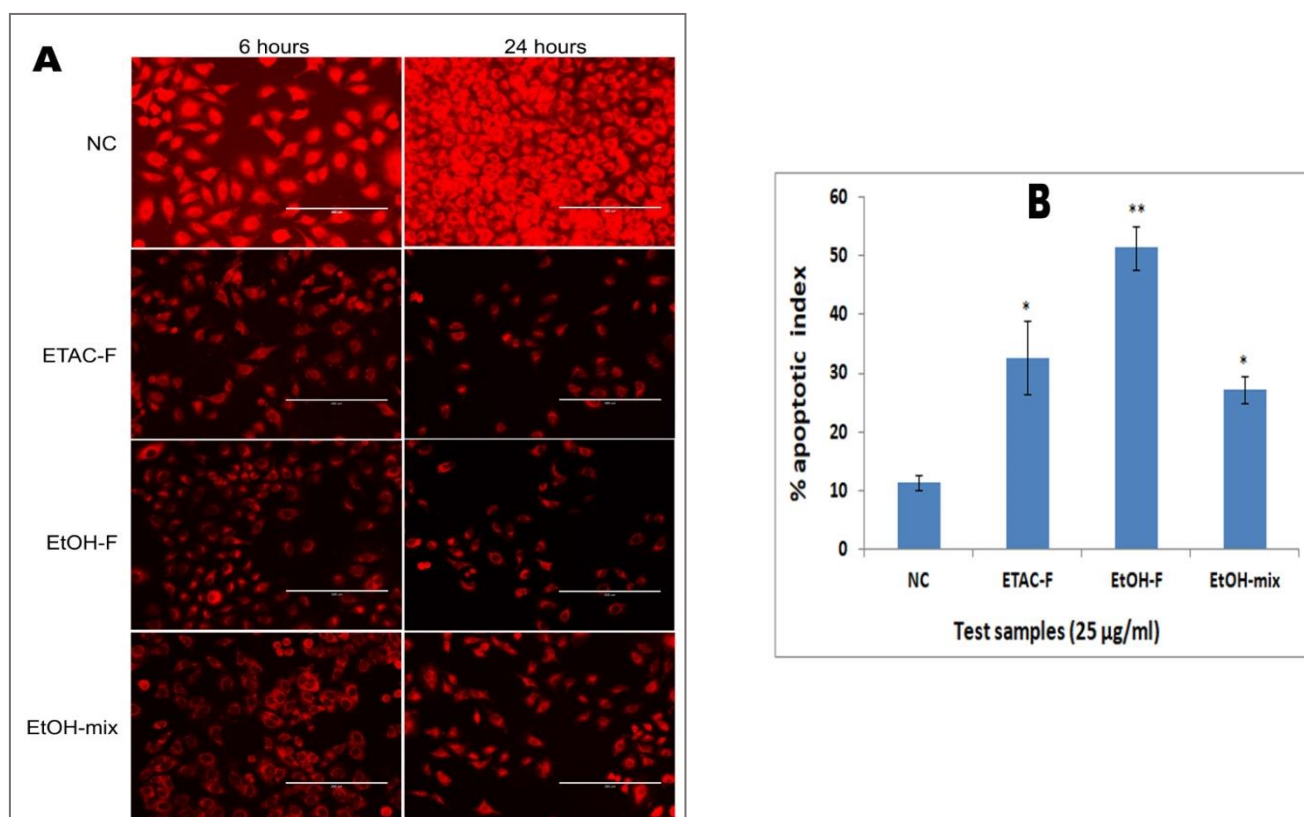 A
6 hours 24 hours
NC
ETAC-F
EtOH-F
EtOH-mix
B
% apoptotic index
60
50
40
30
20
10
0
*
**
*
NC ETAC-F EtOH-F EtOH-mix
Test samples (25 µg/ml)